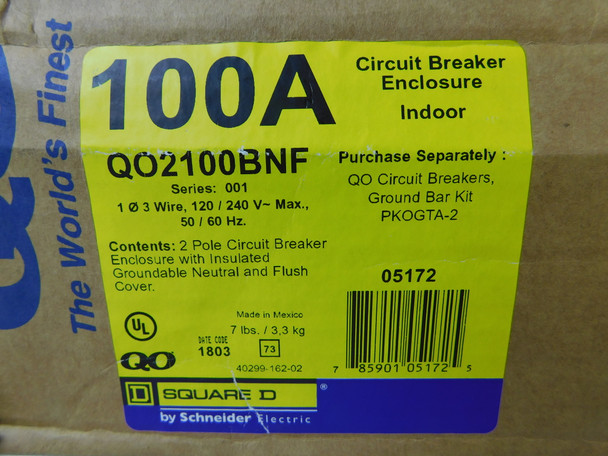 The World's Finest
QO
100A
Circuit Breaker
Enclosure
Indoor
QO2100BNF
Series: 001
1 Ø 3 Wire, 120 / 240 V~ Max.,
50 / 60 Hz.
Purchase Separately :
QO Circuit Breakers,
Ground Bar Kit
PKOGTA-2
Contents: 2 Pole Circuit Breaker
Enclosure with Insulated
Groundable Neutral and Flush
Cover.
05172
UL
Made in Mexico
7 lbs. / 3,3 kg
DATE CODE
1803
73
QO
40299-162-02
7 85901 05172 5
D SQUARE D ®
by Schneider Electric